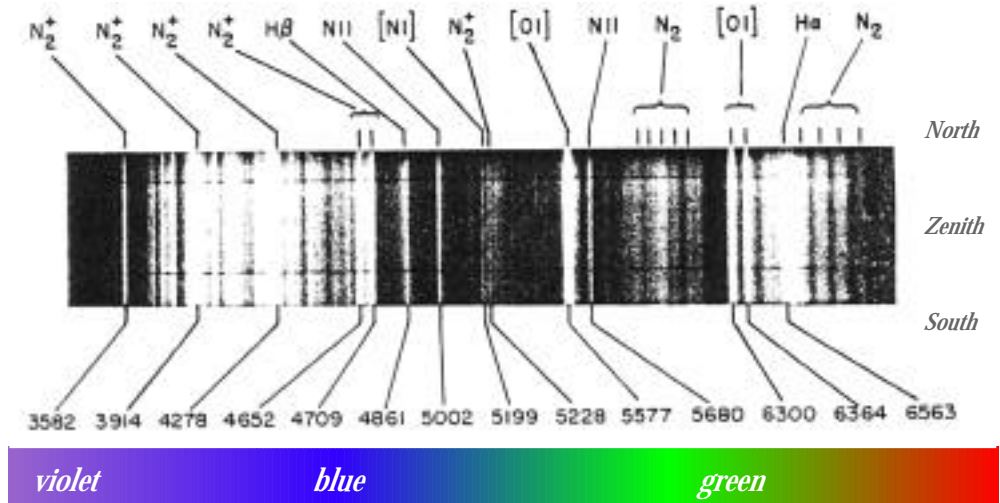 N₂⁺ N₂⁺ N₂⁺ N₂⁺ Hβ NII [NI] N₂⁺ [OI] NII N₂ [OI] Hα N₂
North
Zenith
South
3582 3914 4278 4652 4709 4861 5002 5199 5228 5577 5680 6300 6364 6563
violet blue green